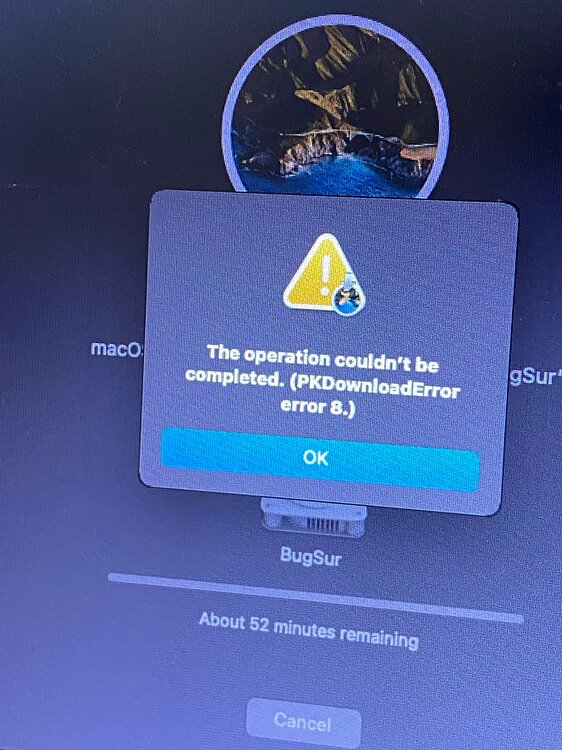 The operation couldn't be
completed. (PKDownloadError
error 8.)
OK
BugSur
About 52 minutes remaining
Cancel